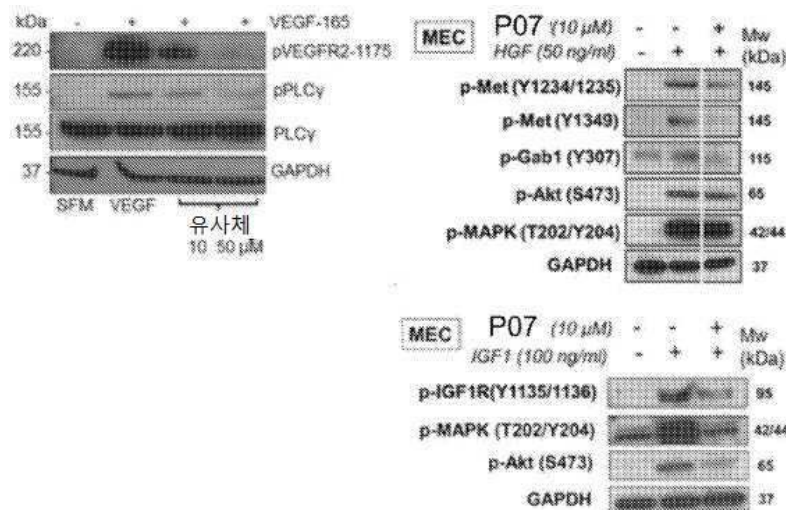 kDa - + + + VEGF-165
220 pVEGFR2-1175
155 pPLCγ
155 PLCγ
37 GAPDH
SFM VEGF 유사체
10 50 µM
MEC P07 (10 µM) - - + Mw
HGF (50 ng/ml) - + + (kDa)
p-Met (Y1234/1235) 145
p-Met (Y1349) 145
p-Gab1 (Y307) 115
p-Akt (S473) 65
p-MAPK (T202/Y204) 42/44
GAPDH 37
MEC P07 (10 µM) - - + Mw
IGF1 (100 ng/ml) - + + (kDa)
p-IGF1R(Y1135/1136) 95
p-MAPK (T202/Y204) 42/44
p-Akt (S473) 65
GAPDH 37